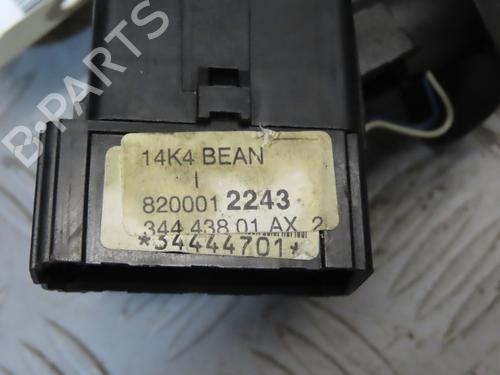 B-PARTS
14K4 BEAN
I
820001 2243
344 438 01 AX 2
*34444701*